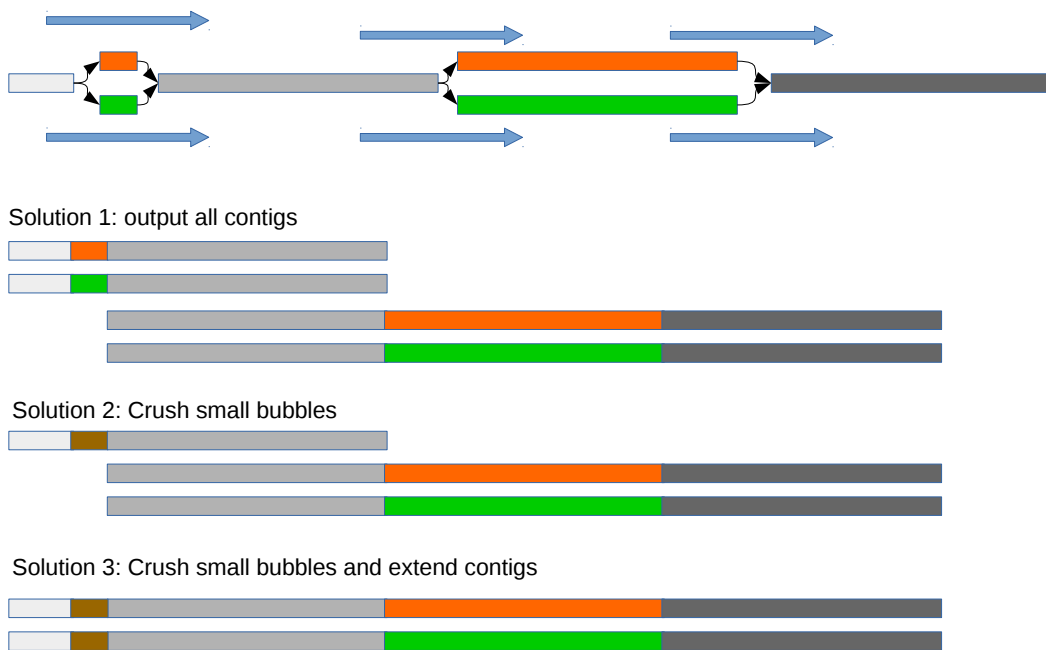 Solution 1: output all contigs
Solution 2: Crush small bubbles
Solution 3: Crush small bubbles and extend contigs